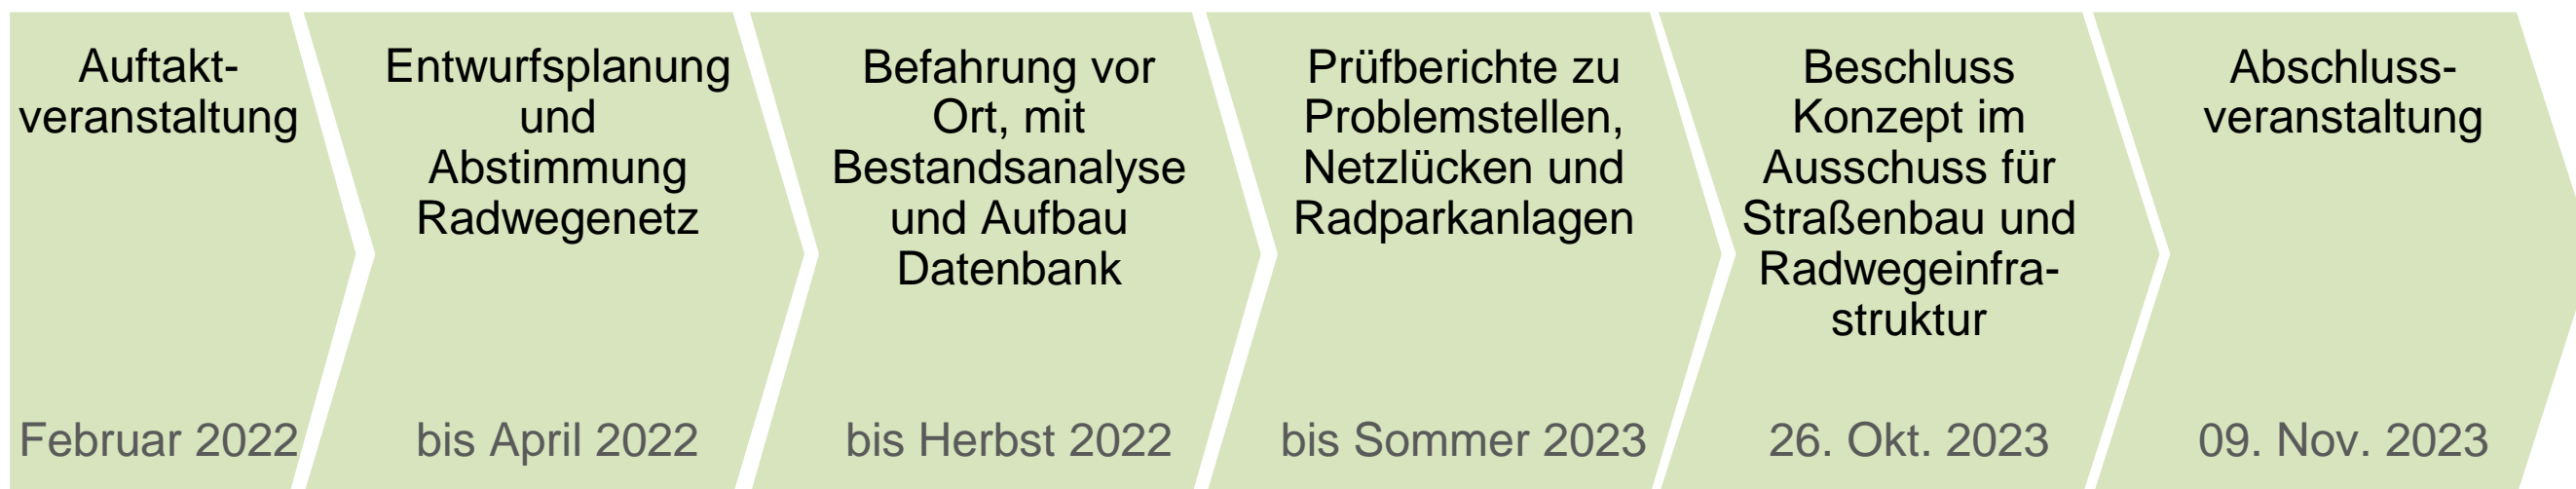 Auftakt-
veranstaltung
Februar 2022
Entwurfsplanung
und
Abstimmung
Radwegenetz
bis April 2022
Befahrung vor
Ort, mit
Bestandsanalyse
und Aufbau
Datenbank
bis Herbst 2022
Prüfberichte zu
Problemstellen,
Netzlücken und
Radparkanlagen
bis Sommer 2023
Beschluss
Konzept im
Ausschuss für
Straßenbau und
Radwegeinfra-
struktur
26. Okt. 2023
Abschluss-
veranstaltung
09. Nov. 2023